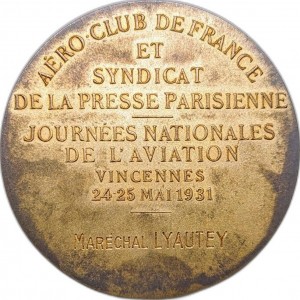 AÉRO-CLUB DE FRANCE
ET
SYNDICAT
DE LA PRESSE PARISIENNE
JOURNÉES NATIONALES
DE L'AVIATION
VINCENNES
24-25 MAI 1931
MARÉCHAL LYAUTEY